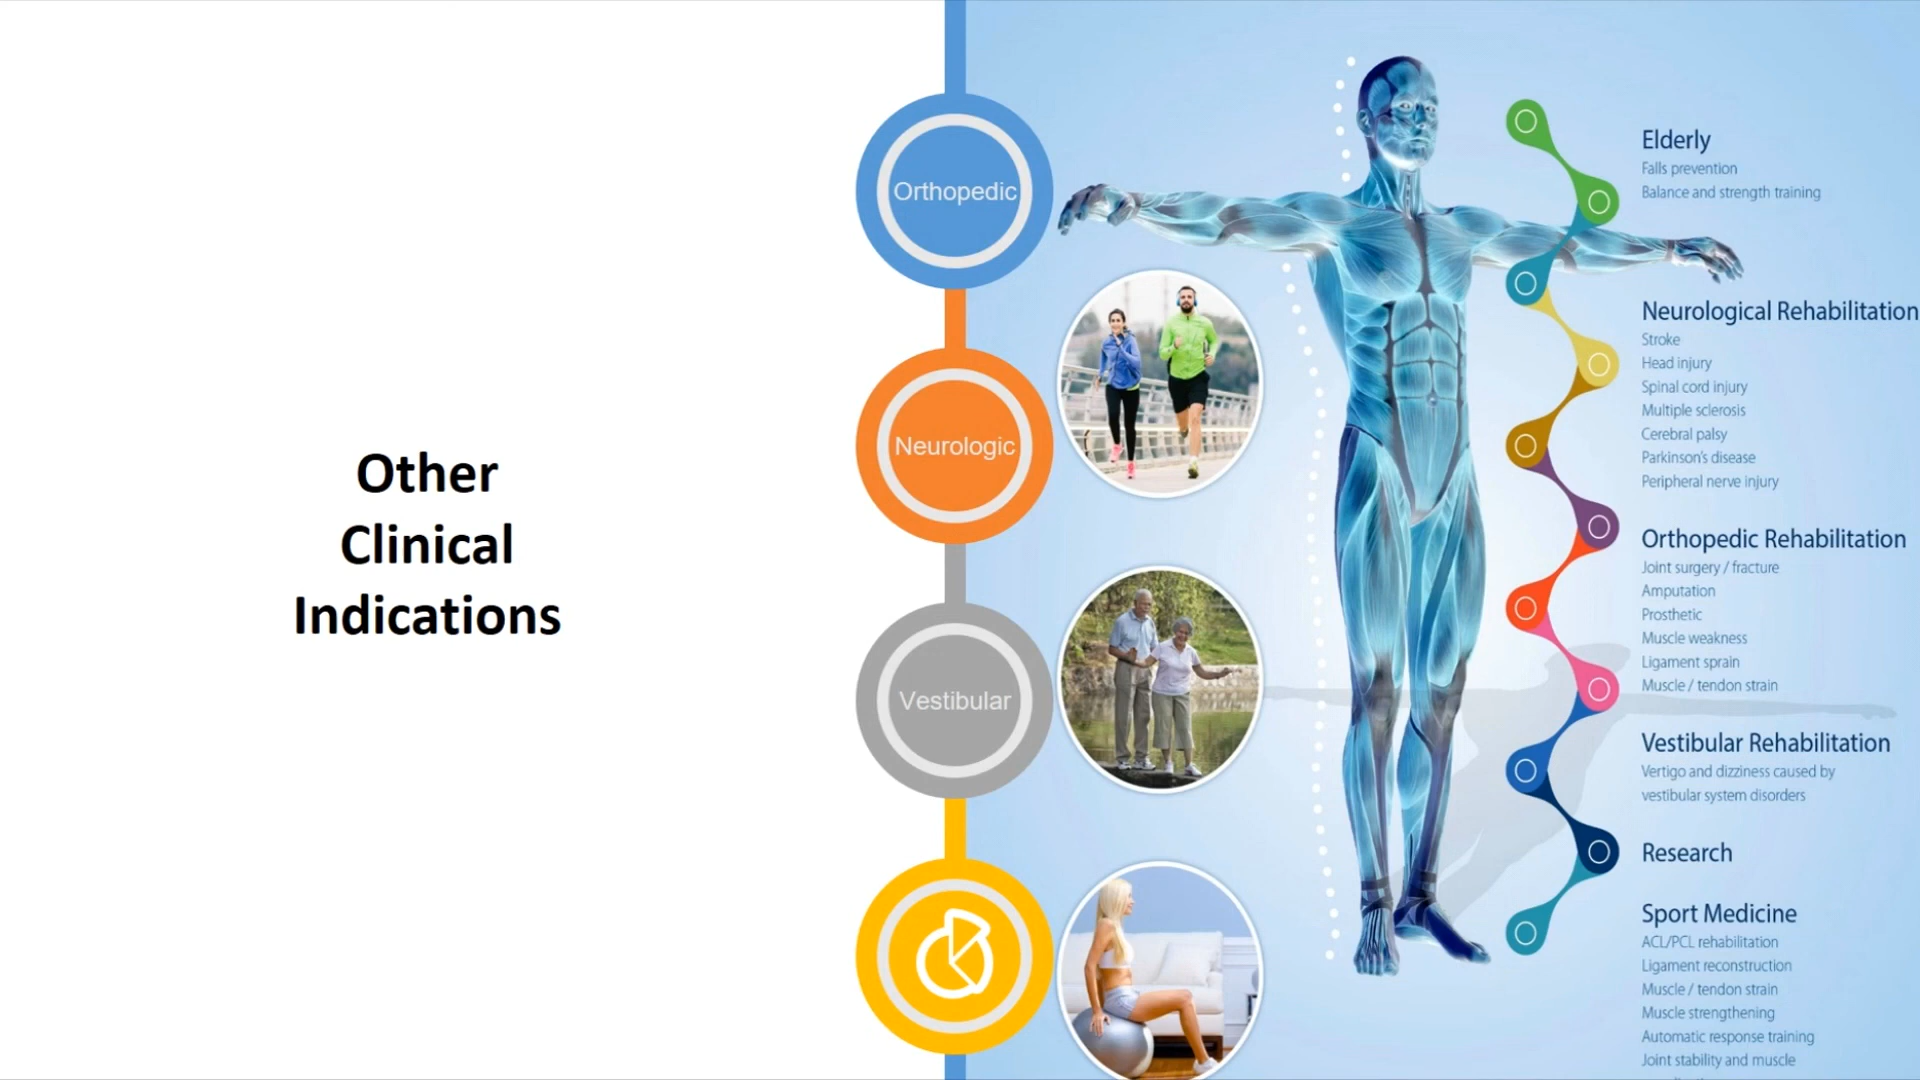 Other
Clinical
Indications
Orthopedic
Neurologic
Vestibular
Elderly
Falls prevention
Balance and strength training
Neurological Rehabilitation
Stroke
Head injury
Spinal cord injury
Multiple sclerosis
Cerebral palsy
Parkinson's disease
Peripheral nerve injury
Orthopedic Rehabilitation
Joint surgery / fracture
Amputation
Prosthetic
Muscle weakness
Ligament sprain
Muscle / tendon strain
Vestibular Rehabilitation
Vertigo and dizziness caused by
vestibular system disorders
Research
Sport Medicine
ACL/PCL rehabilitation
Ligament reconstruction
Muscle / tendon strain
Muscle strengthening
Automatic response training
Joint stability and muscle